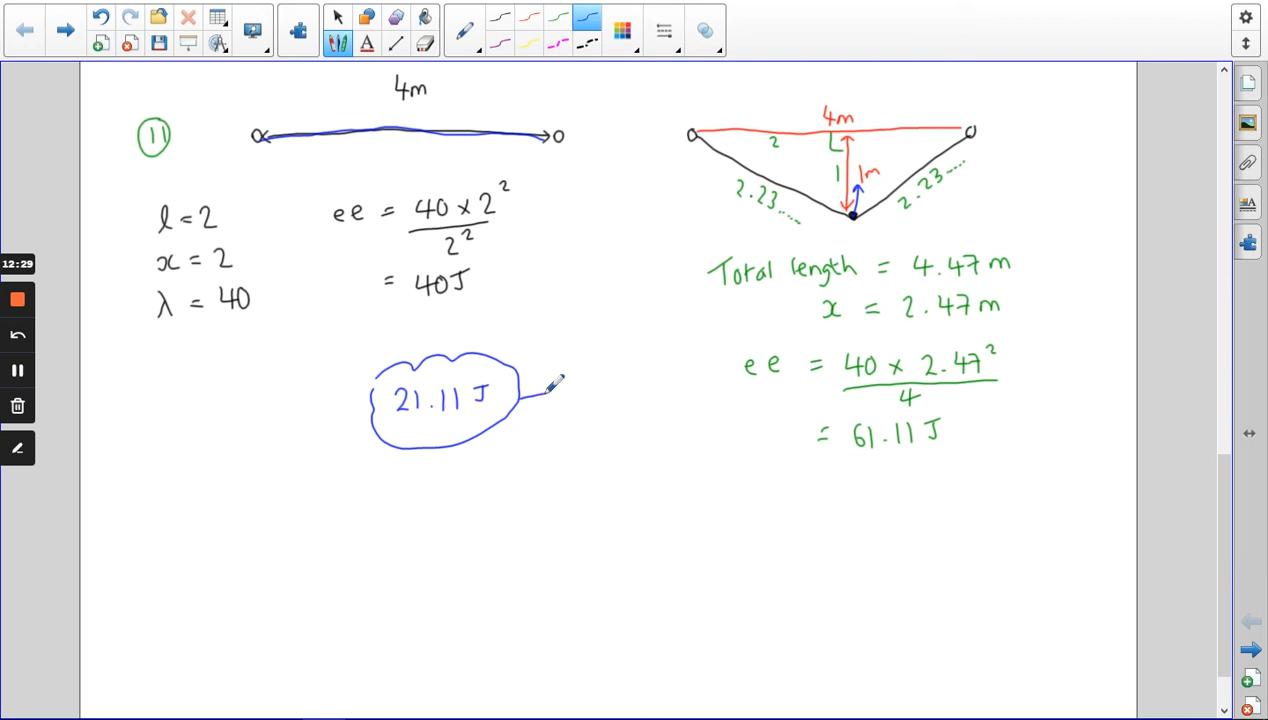 4m
11
l = 2
x = 2
λ = 40
ee = 40 × 2²
2²
= 40J
21.11 J
4m
2
1
1m
2.23.....
2.23.....
Total length = 4.47 m
x = 2.47 m
ee = 40 × 2.47²
4
= 61.11 J
12:29